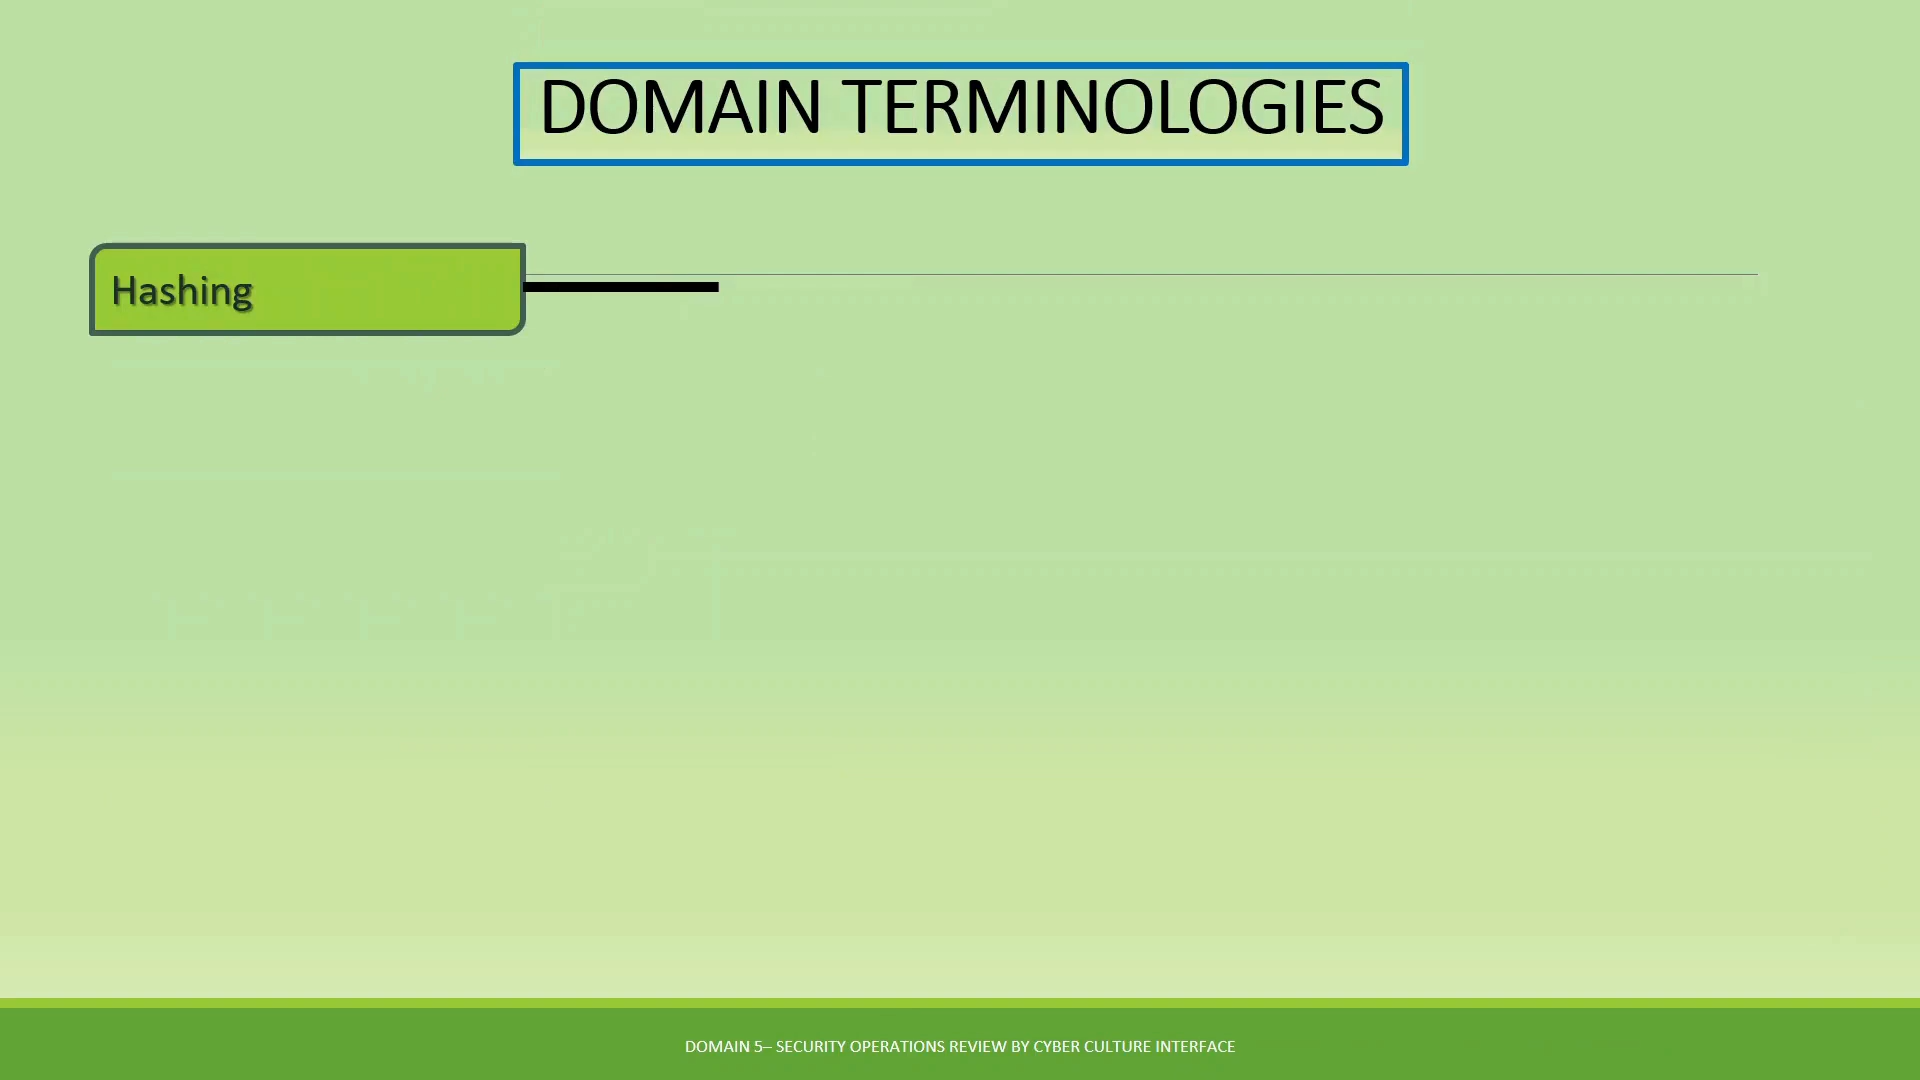 DOMAIN TERMINOLOGIES
Hashing
DOMAIN 5– SECURITY OPERATIONS REVIEW BY CYBER CULTURE INTERFACE